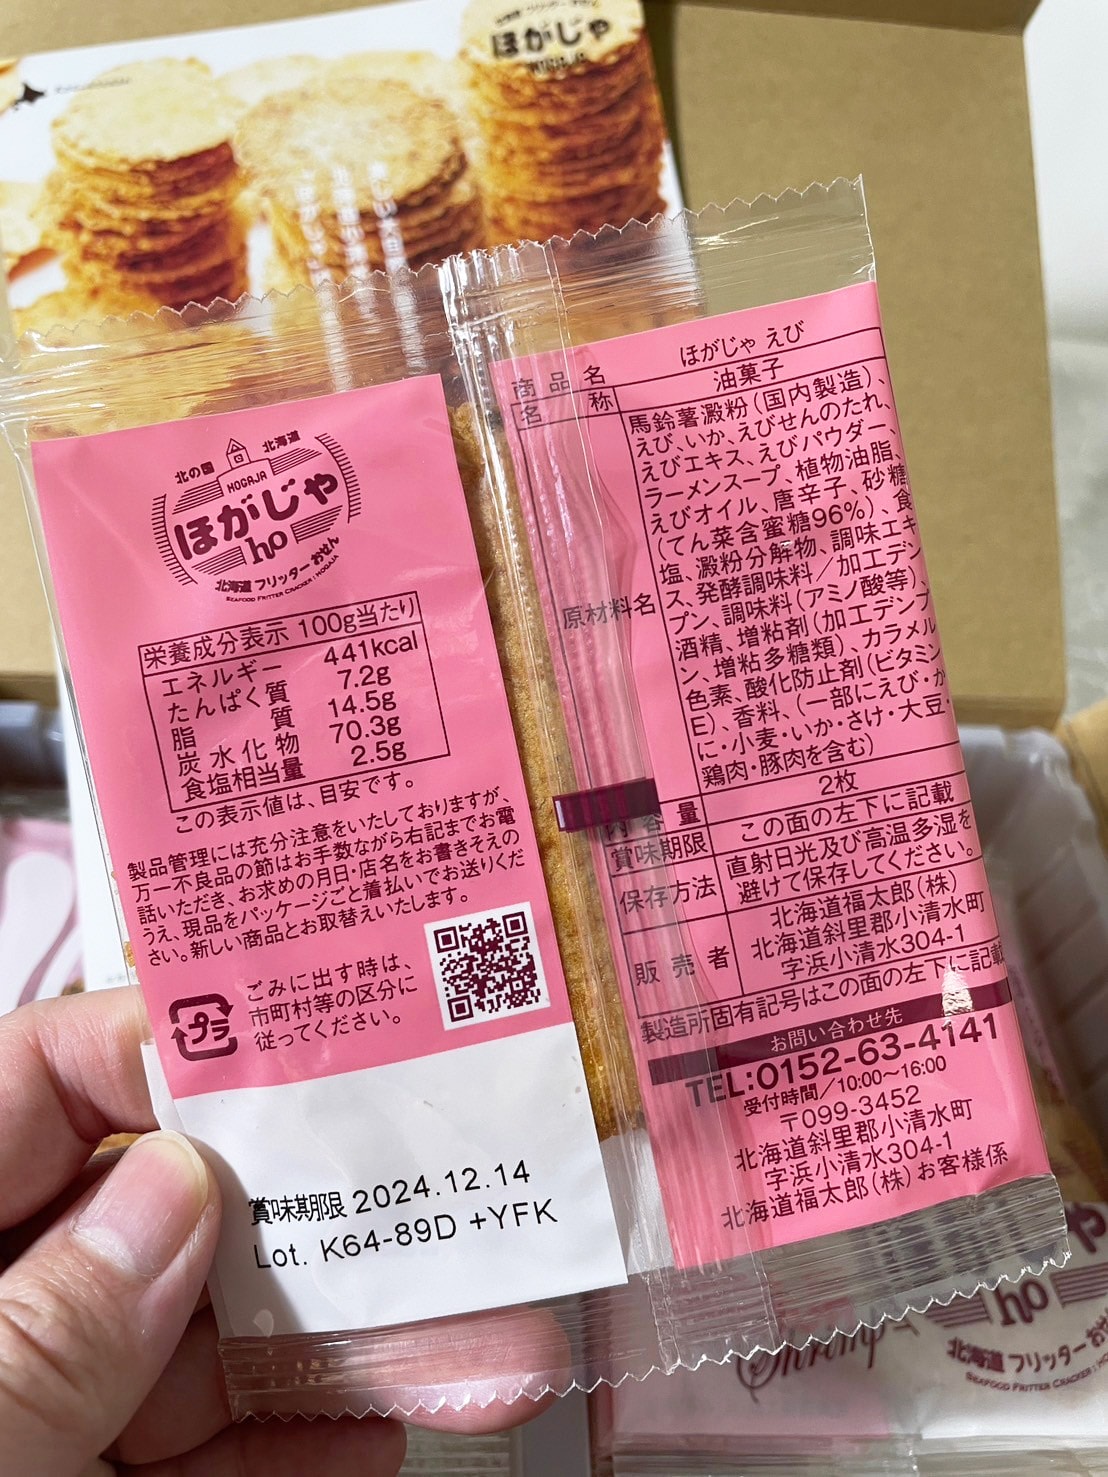 ほがじゃ
北の国
北海道
HOGAJA
ほがじゃ
ho
北海道 フリッターおせん
SEAFOOD FRITTER CRACKER : HOGAJA
栄養成分表示 100g当たり
エネルギー 441kcal
たんぱく質 7.2g
脂質 14.5g
炭水化物 70.3g
食塩相当量 2.5g
この表示値は、目安です。
製品管理には充分注意をいたしておりますが、
万一不良品の節はお手数ながら右記までお電
話いただき、お求めの月日・店名をお書きそえの
うえ、現品をパッケージごと着払いでお送りくだ
さい。新しい商品とお取替えいたします。
プラ
ごみに出す時は、
市町村等の区分に
従ってください。
賞味期限 2024.12.14
Lot. K64-89D +YFK
商品名 ほがじゃ えび
名称 油菓子
原材料名 馬鈴薯澱粉(国内製造)、
えび、いか、えびせんのたれ、
えびエキス、えびパウダー、
ラーメンスープ、植物油脂、
えびオイル、唐辛子、砂糖
(てん菜含蜜糖96%)、食
塩、澱粉分解物、調味エキ
ス、発酵調味料/加工デン
プン、調味料(アミノ酸等)、
酒精、増粘剤(加工デンプ
ン、増粘多糖類)、カラメル
色素、酸化防止剤(ビタミン
E)、香料、(一部にえび・か
に・小麦・いか・さけ・大豆・
鶏肉・豚肉を含む)
内容量 2枚
賞味期限 この面の左下に記載
保存方法 直射日光及び高温多湿を
避けて保存してください。
販売者 北海道福太郎(株)
北海道斜里郡小清水町
字浜小清水304-1
製造所固有記号はこの面の左下に記載
お問い合わせ先
TEL:0152-63-4141
受付時間/10:00〜16:00
〒099-3452
北海道斜里郡小清水町
字浜小清水304-1
北海道福太郎(株)お客様係
Shrimp
ho
北海道 フリッターおせ
SEAFOOD FRITTER CRACKER : HO